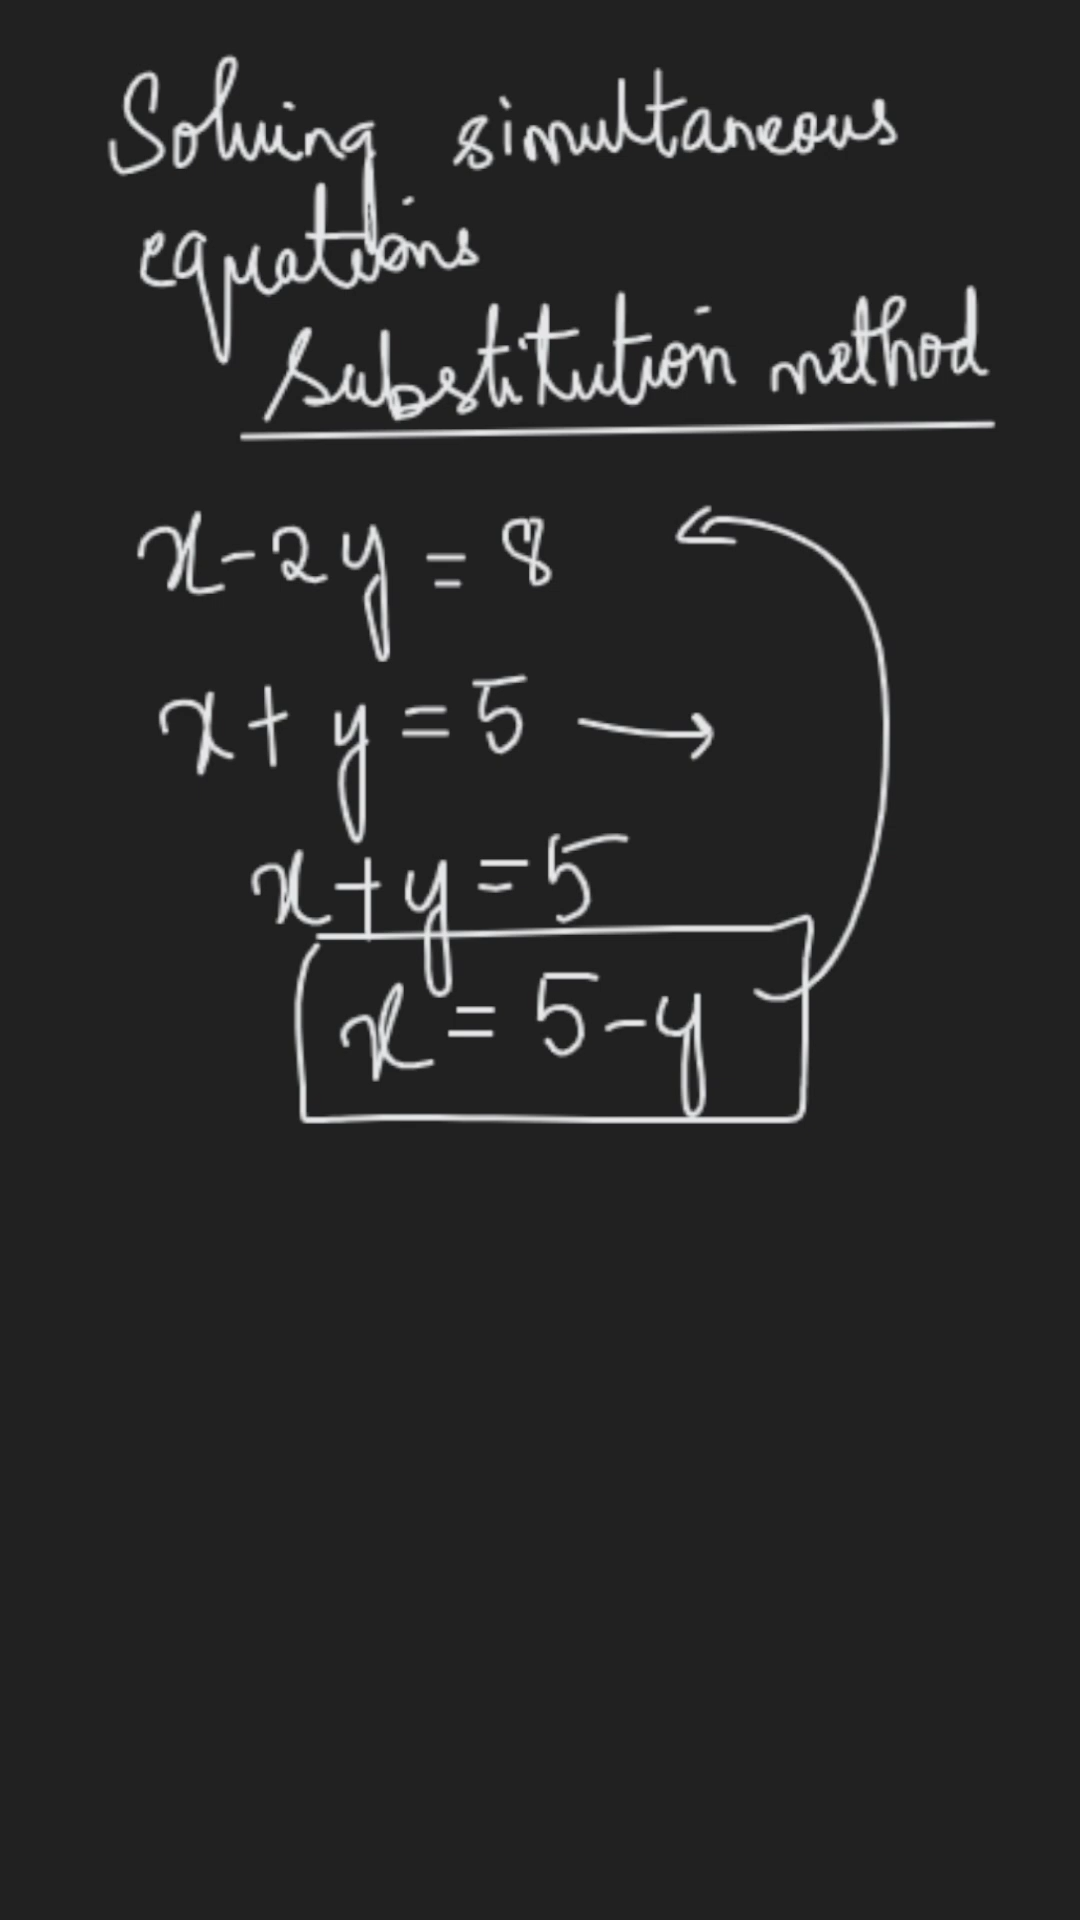 Solving simultaneous
equations
Substitution method
x - 2y = 8
x + y = 5 →
x + y = 5
x = 5 - y